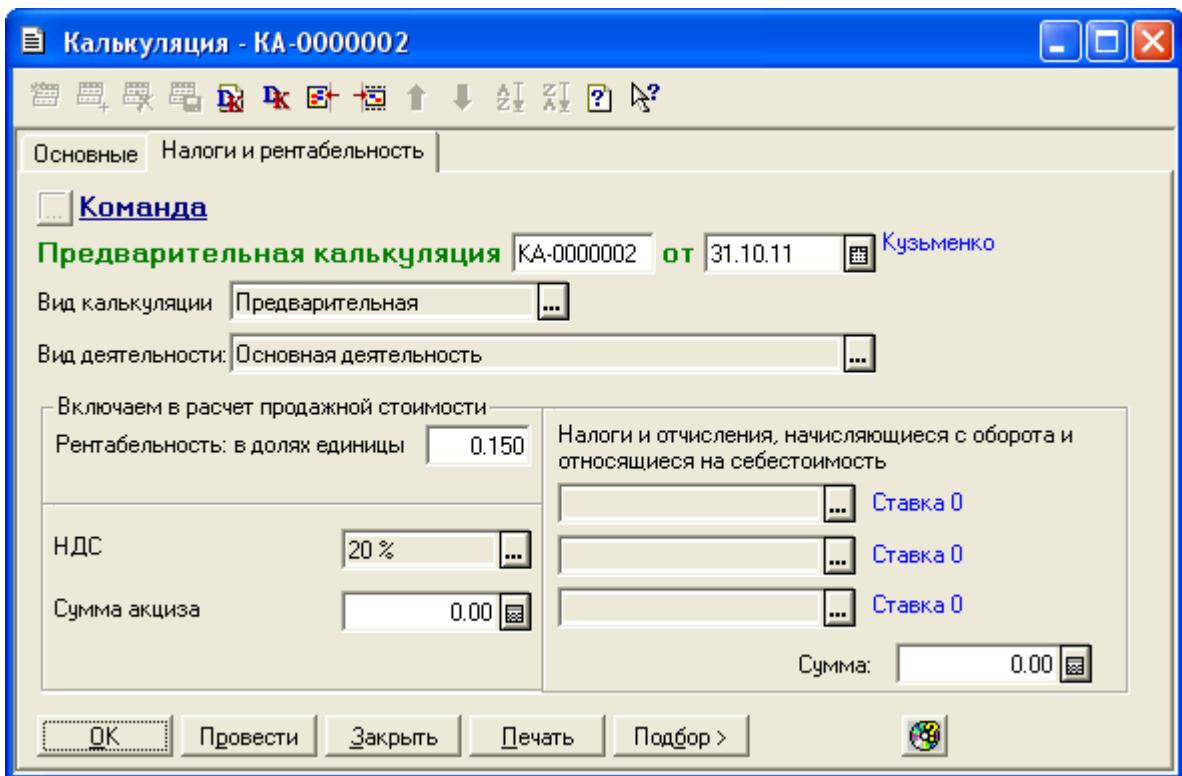 Калькуляция - КА-0000002
Основные Налоги и рентабельность
... Команда
Предварительная калькуляция КА-0000002 от 31.10.11 Кузьменко
Вид калькуляции Предварительная ...
Вид деятельности: Основная деятельность ...
Включаем в расчет продажной стоимости
Рентабельность: в долях единицы 0.150
Налоги и отчисления, начисляющиеся с оборота и
относящиеся на себестоимость
... Ставка 0
НДС 20 % ...
... Ставка 0
Сумма акциза 0.00
... Ставка 0
Сумма: 0.00
OK Провести Закрыть Печать Подбор >